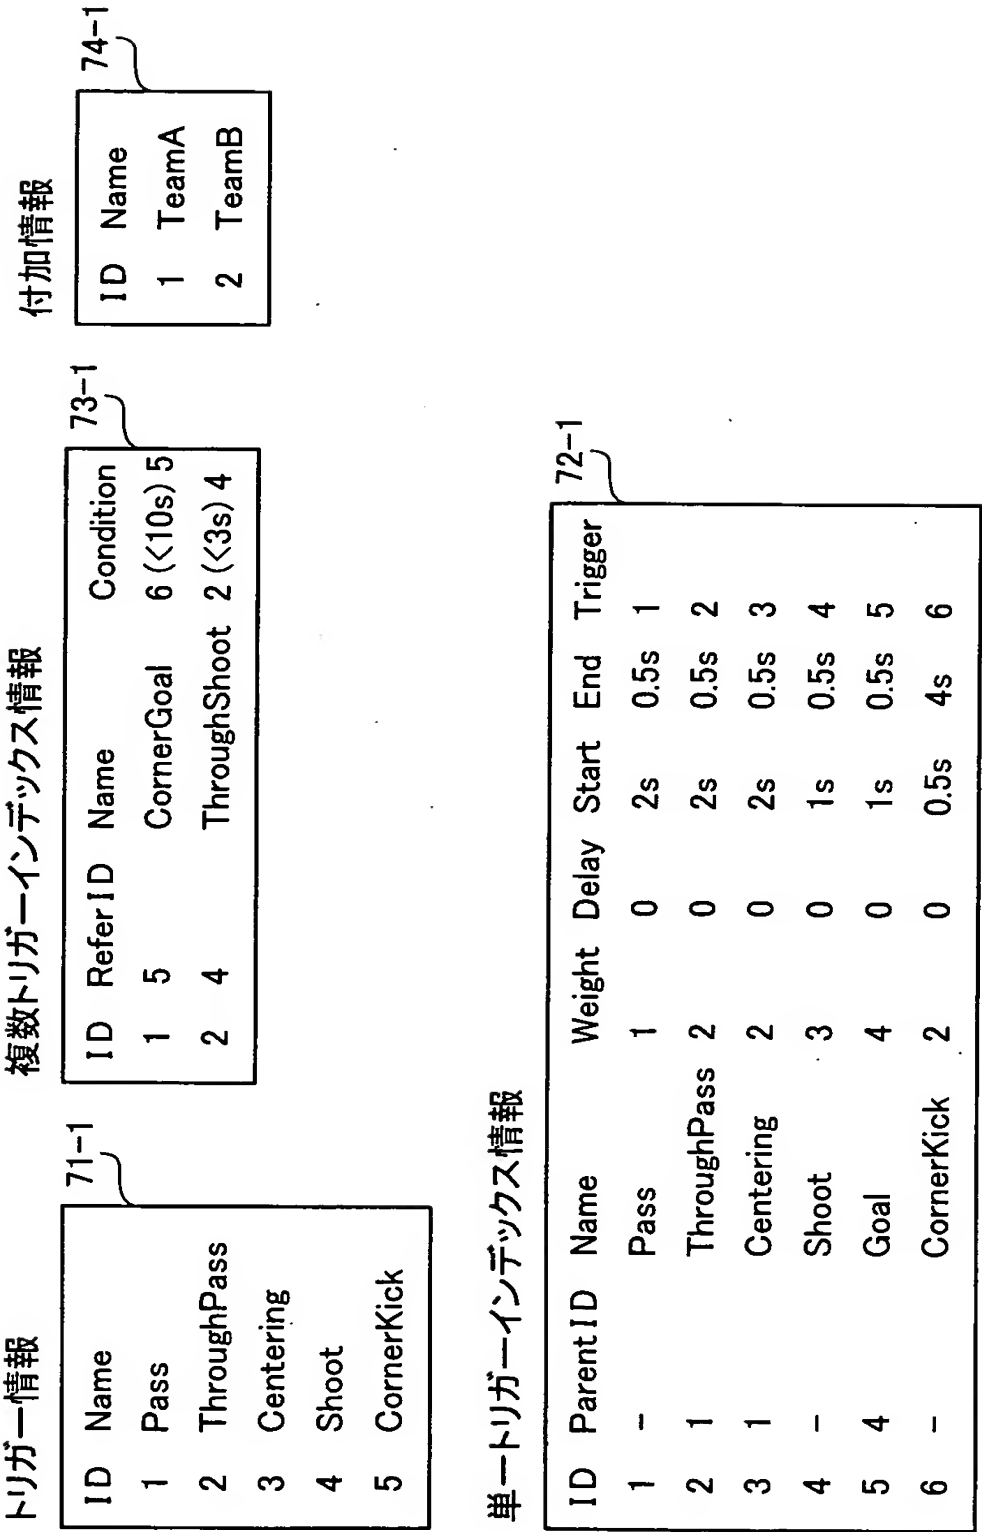 トリガー情報
71-1
ID Name
1 Pass
2 ThroughPass
3 Centering
4 Shoot
5 CornerKick
複数トリガーインデックス情報
73-1
ID ReferID Name Condition
1 5 CornerGoal 6(<10s)5
2 4 ThroughShoot 2(<3s)4
付加情報
74-1
ID Name
1 TeamA
2 TeamB
単一トリガーインデックス情報
72-1
ID ParentID Name Weight Delay Start End Trigger
1 - Pass 1 0 2s 0.5s 1
2 1 ThroughPass 2 0 2s 0.5s 2
3 1 Centering 2 0 2s 0.5s 3
4 - Shoot 3 0 1s 0.5s 4
5 4 Goal 4 0 1s 0.5s 5
6 - CornerKick 2 0 0.5s 4s 6